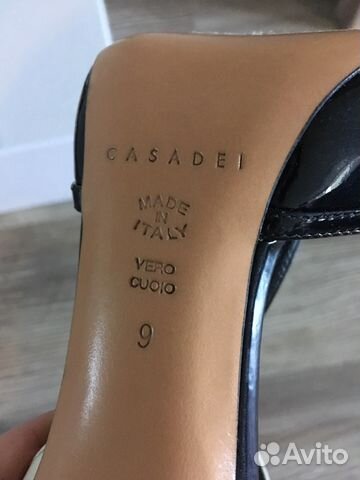 CASADEI
MADE
IN
ITALY
VERO
CUOIO
9
Avito